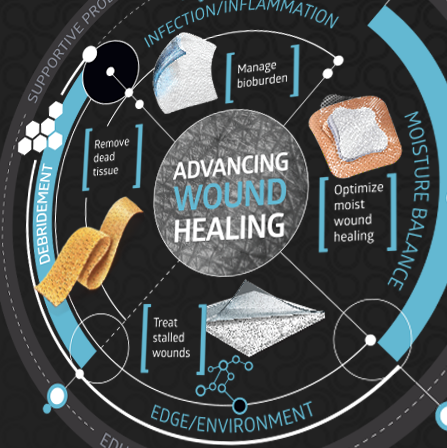 SUPPORTIVE
INFECTION/INFLAMMATION
Manage
bioburden
Remove
dead
tissue
ADVANCING
WOUND
HEALING
Optimize
moist
wound
healing
MOISTURE BALANCE
DEBRIDEMENT
Treat
stalled
wounds
EDGE/ENVIRONMENT